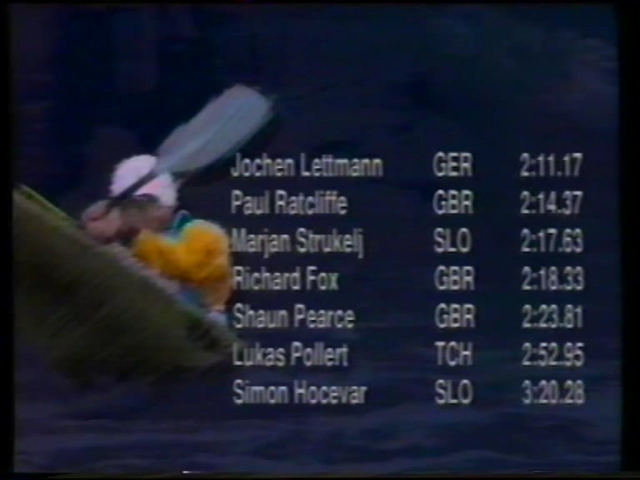 Jochen Lettmann GER 2:11.17
Paul Ratcliffe GBR 2:14.37
Marjan Strukelj SLO 2:17.63
Richard Fox GBR 2:18.33
Shaun Pearce GBR 2:23.81
Lukas Pollert TCH 2:52.95
Simon Hocevar SLO 3:20.28